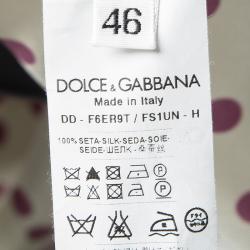 46
DOLCE & GABBANA
Made in Italy
DD - F6ER9T / FS1UN - H
100% SETA-SILK-SEDA-SOIE-
SEIDE-ШЕЛК - 桑蚕丝